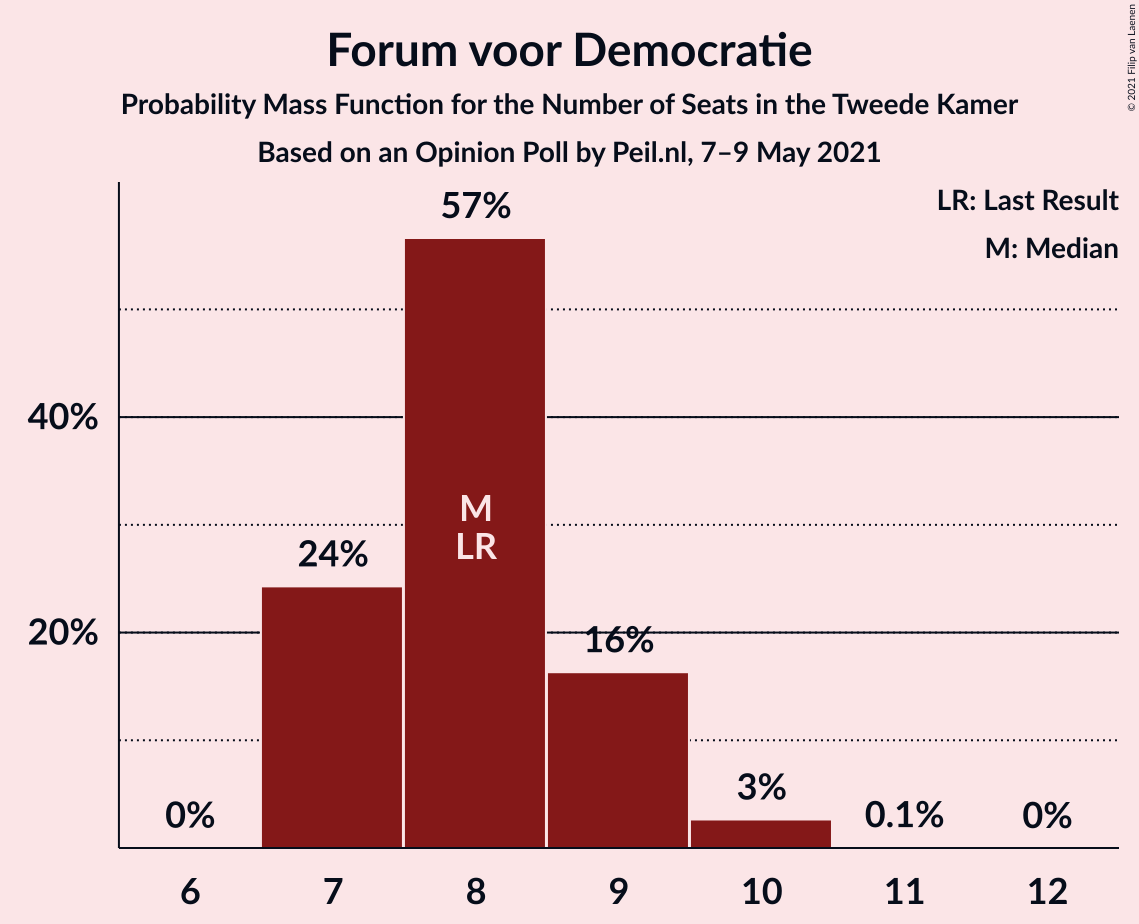 Forum voor Democratie
Probability Mass Function for the Number of Seats in the Tweede Kamer
Based on an Opinion Poll by Peil.nl, 7–9 May 2021
© 2021 Filip van Laenen
LR: Last Result
M: Median
57%
40%
M
LR
24%
20%
16%
0%
3%
0.1%
0%
6 7 8 9 10 11 12